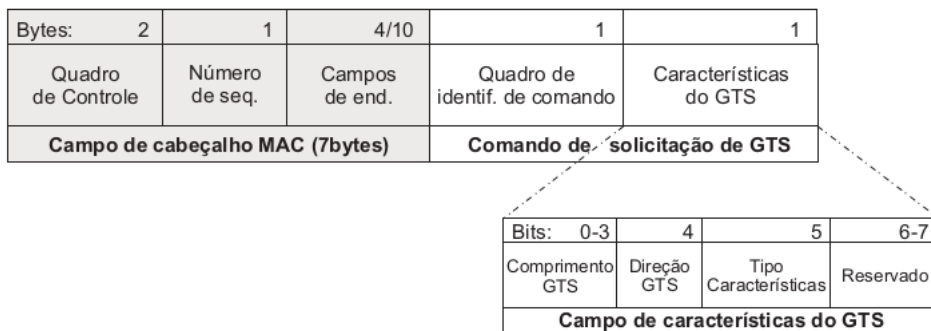 Bytes: 2 1 4/10 1 1
Quadro Número Campos Quadro de Características
de Controle de seq. de end. identif. de comando do GTS
Campo de cabeçalho MAC (7bytes) Comando de solicitação de GTS
Bits: 0-3 4 5 6-7
Comprimento Direção Tipo Reservado
GTS GTS Características
Campo de características do GTS